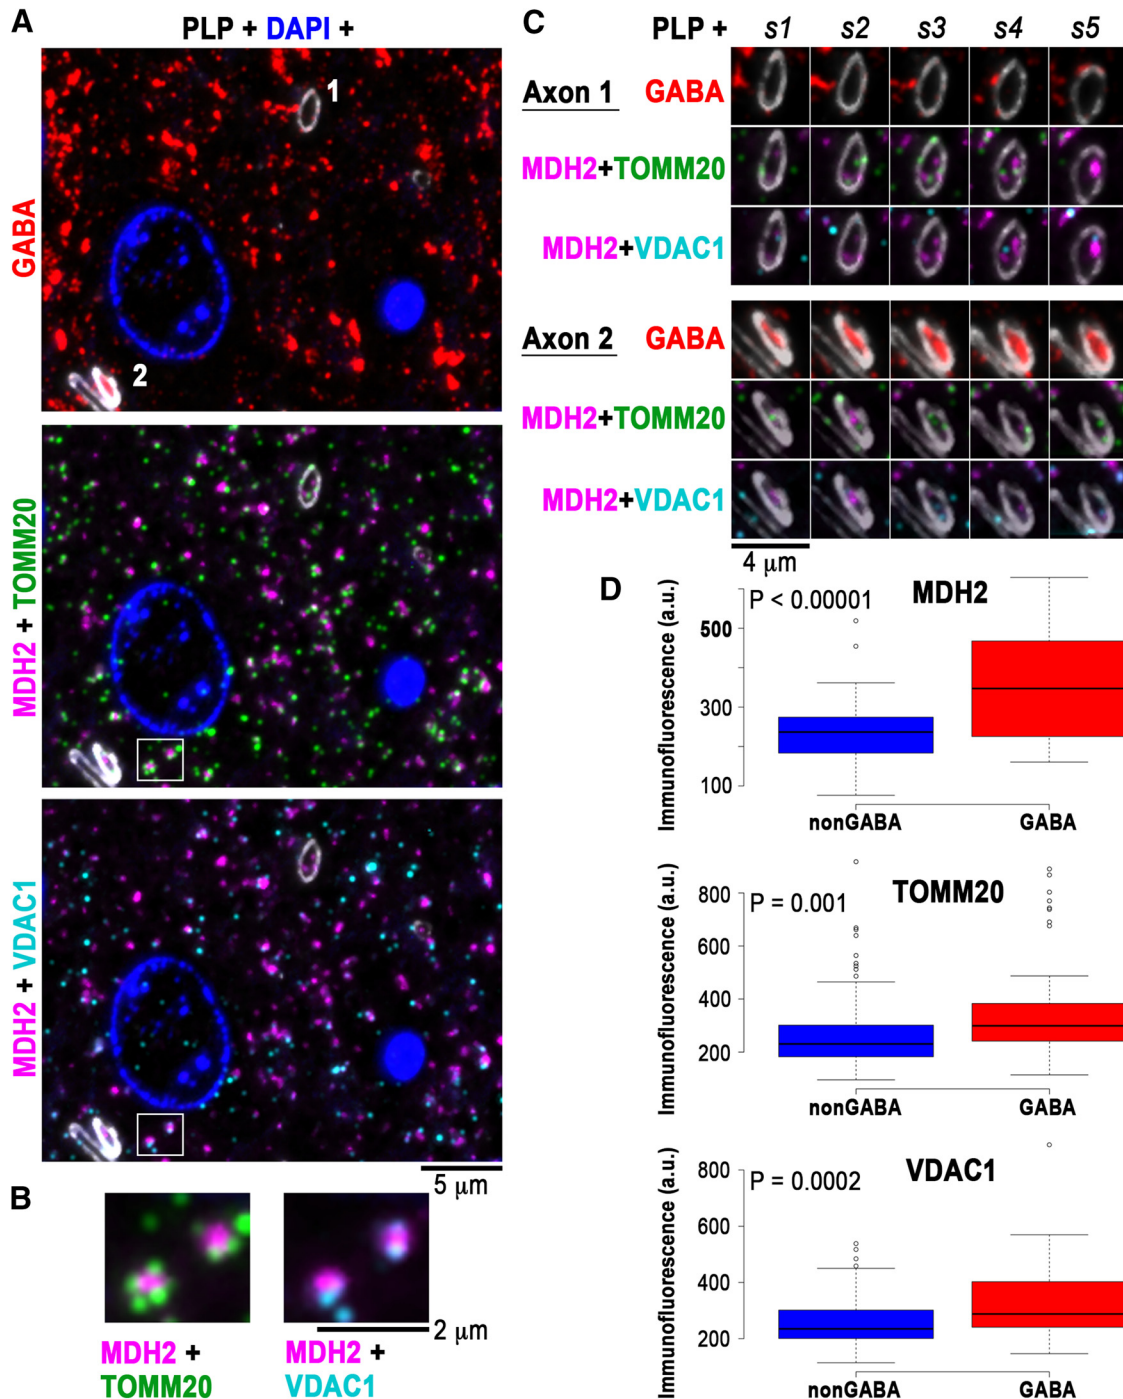 A
PLP + DAPI +
GABA
1
2
MDH2 + TOMM20
MDH2 + VDAC1
5 μm
B
2 μm
MDH2 +
TOMM20
MDH2 +
VDAC1
C
PLP + s1 s2 s3 s4 s5
Axon 1 GABA
MDH2+TOMM20
MDH2+VDAC1
Axon 2 GABA
MDH2+TOMM20
MDH2+VDAC1
4 μm
D
MDH2
P < 0.00001
Immunofluorescence (a.u.)
500
300
100
nonGABA GABA
TOMM20
P = 0.001
Immunofluorescence (a.u.)
800
600
400
200
nonGABA GABA
VDAC1
P = 0.0002
Immunofluorescence (a.u.)
800
600
400
200
nonGABA GABA